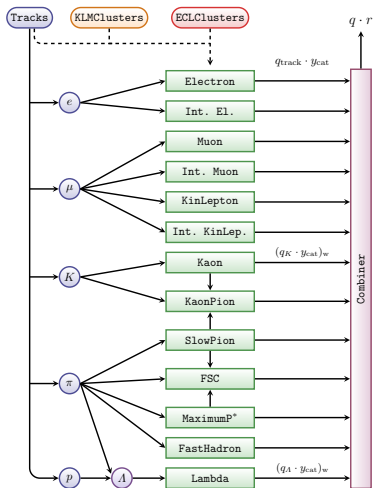 Tracks KLMClusters ECLClusters q · r
Electron q_track · y_cat
e
Int. El.
Muon
Int. Muon
μ
KinLepton
Int. KinLep.
Kaon (q_K · y_cat)_w
K
KaonPion
Combiner
SlowPion
π FSC
MaximumP*
FastHadron
p Λ Lambda (q_Λ · y_cat)_w